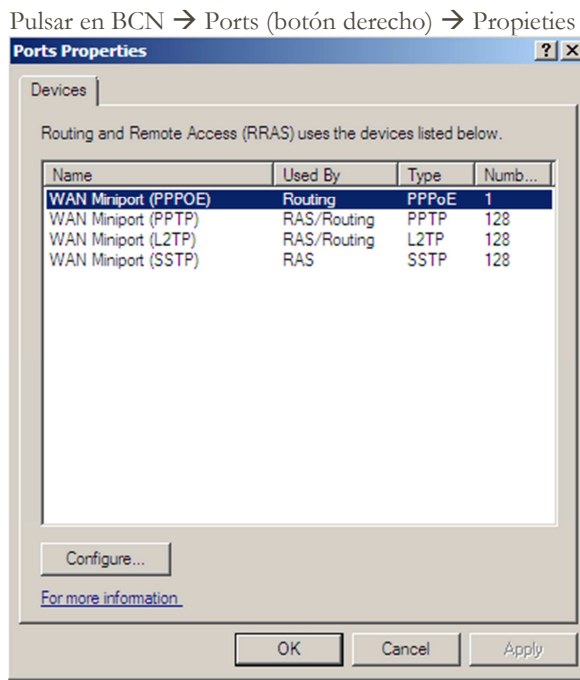 Pulsar en BCN → Ports (botón derecho) → Propieties
Ports Properties
Devices
Routing and Remote Access (RRAS) uses the devices listed below.
Name Used By Type Numb...
WAN Miniport (PPPOE) Routing PPPoE 1
WAN Miniport (PPTP) RAS/Routing PPTP 128
WAN Miniport (L2TP) RAS/Routing L2TP 128
WAN Miniport (SSTP) RAS SSTP 128
Configure...
For more information
OK Cancel Apply